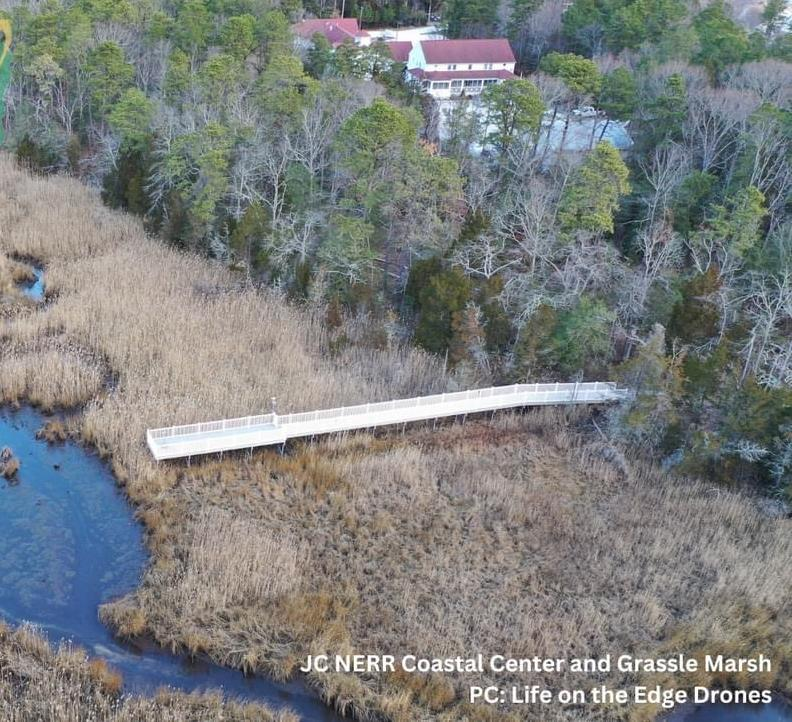 JC NERR Coastal Center and Grassle Marsh
PC: Life on the Edge Drones